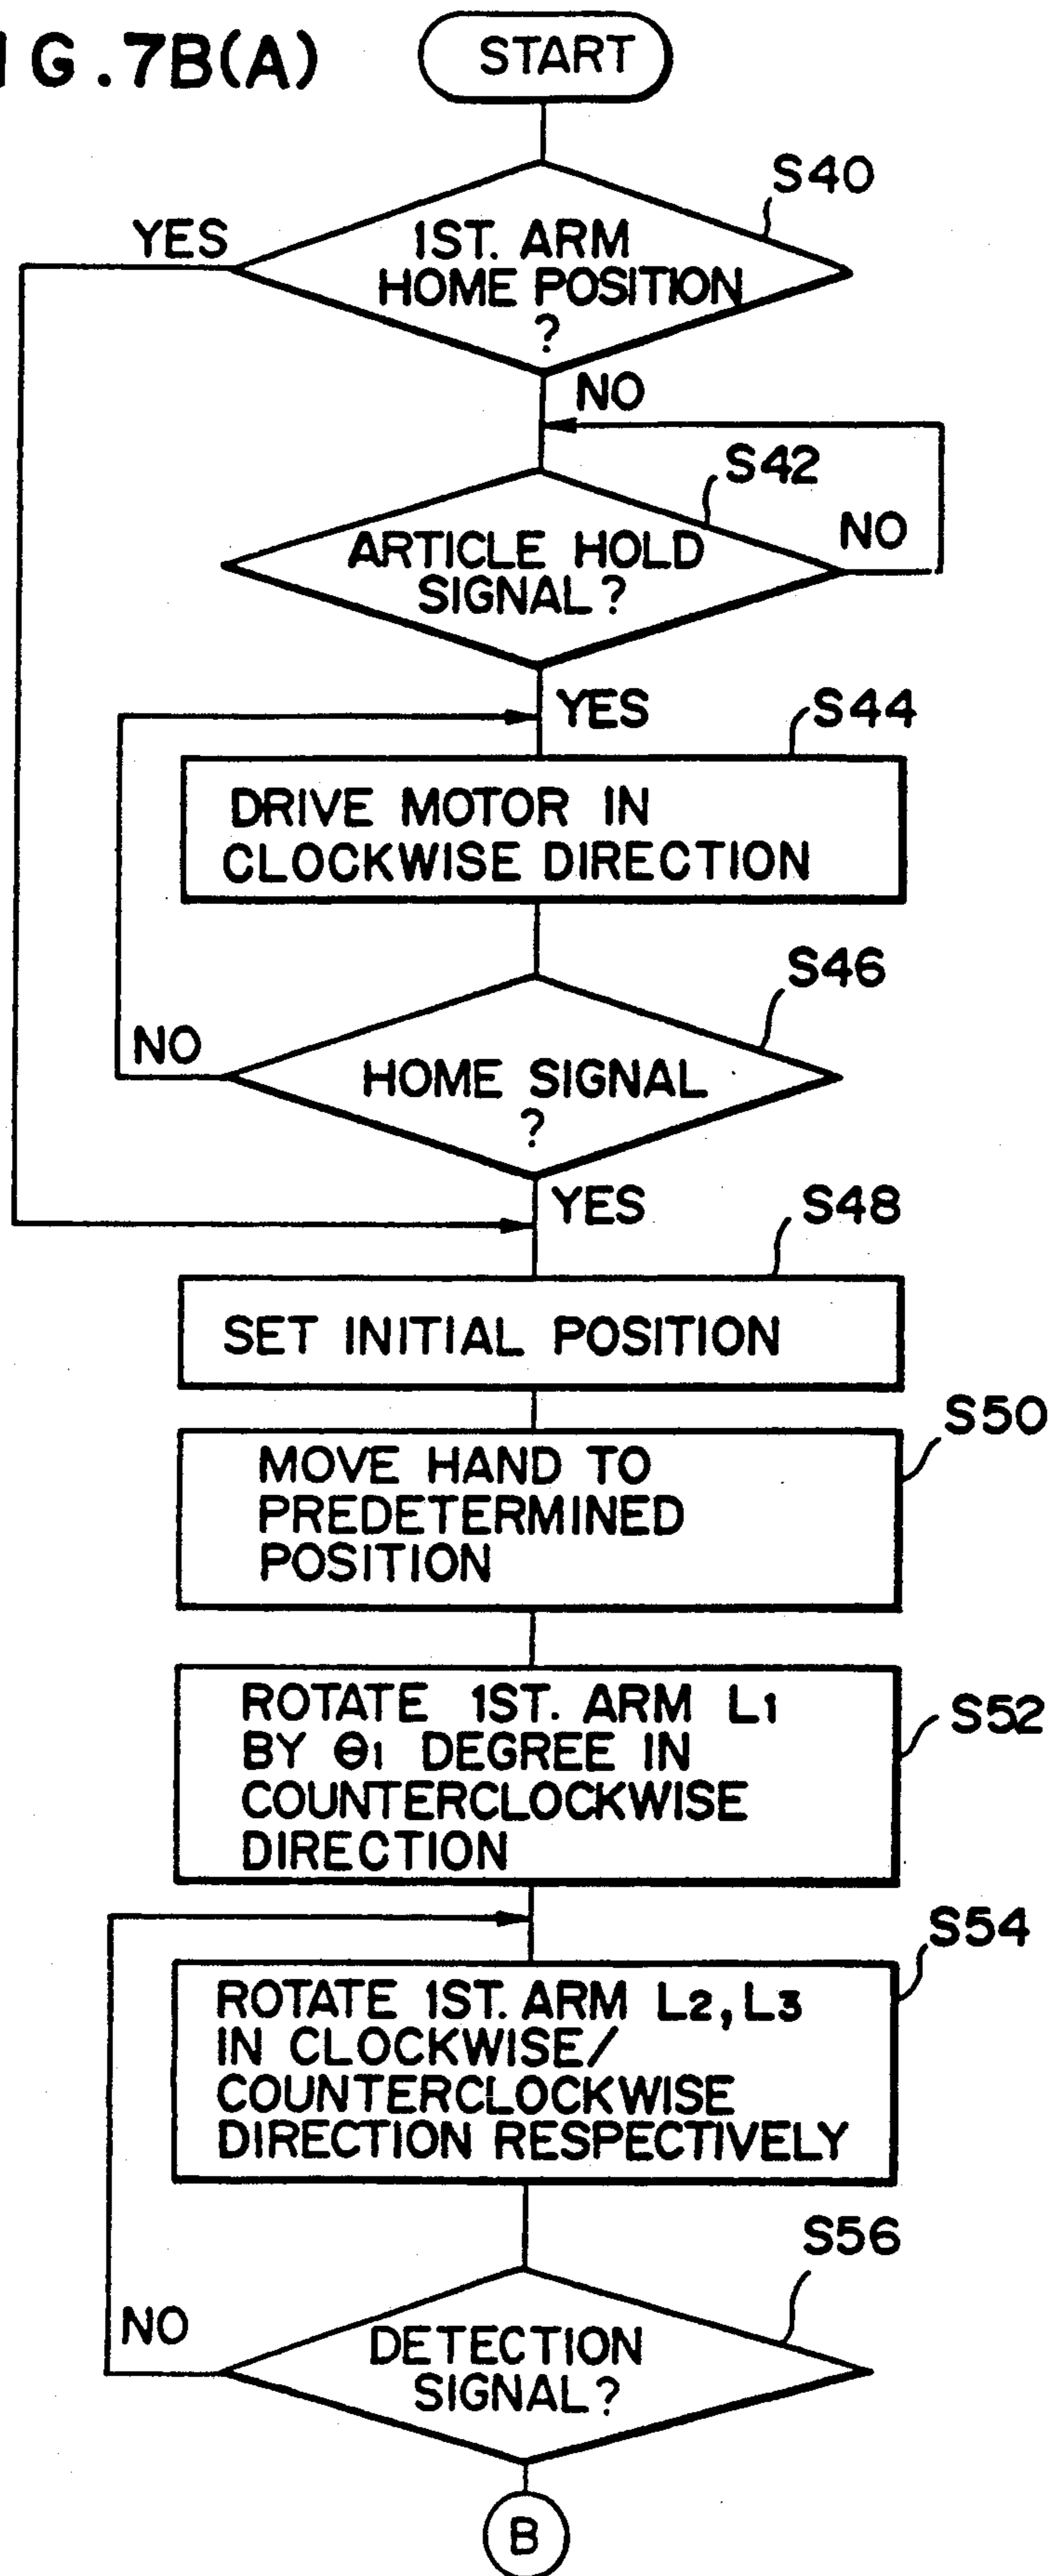 IG.7B(A)
START
S40
YES
1ST. ARM
HOME POSITION
?
NO
S42
NO
ARTICLE HOLD
SIGNAL?
YES
S44
DRIVE MOTOR IN
CLOCKWISE DIRECTION
S46
NO
HOME SIGNAL
?
YES
S48
SET INITIAL POSITION
S50
MOVE HAND TO
PREDETERMINED
POSITION
ROTATE 1ST. ARM L1
S52
BY Θ1 DEGREE IN
COUNTERCLOCKWISE
DIRECTION
S54
ROTATE 1ST. ARM L2, L3
IN CLOCKWISE/
COUNTERCLOCKWISE
DIRECTION RESPECTIVELY
S56
NO
DETECTION
SIGNAL?
B